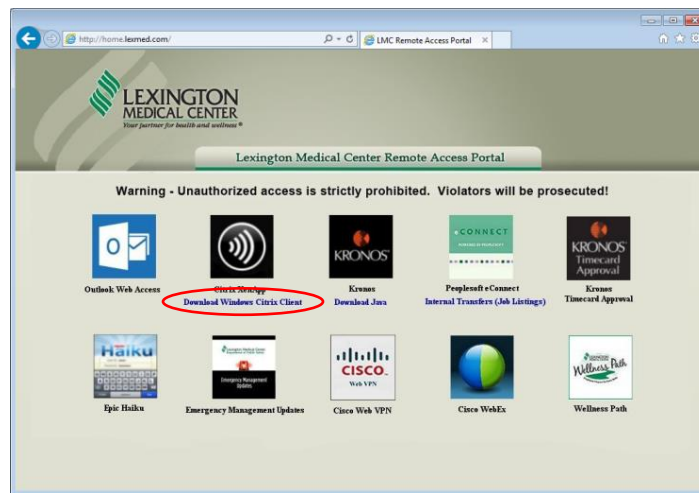 http://home.lexmed.com/
LMC Remote Access Portal
LEXINGTON
MEDICAL CENTER
Your partner for health and wellness
Lexington Medical Center Remote Access Portal
Warning - Unauthorized access is strictly prohibited. Violators will be prosecuted!
CONNECT
KRONOS
KRONOS
Timecard
Approval
Outlook Web Access
Citrix XenApp
Kronos
Peoplesoft eConnect
Kronos
Download Windows Citrix Client
Download Java
Internal Transfers (Job Listings)
Timecard Approval
Haiku
Emergency Management
Updates
CISCO
Web VPN
Wellness Path
Epic Haiku
Emergency Management Updates
Cisco Web VPN
Cisco WebEx
Wellness Path